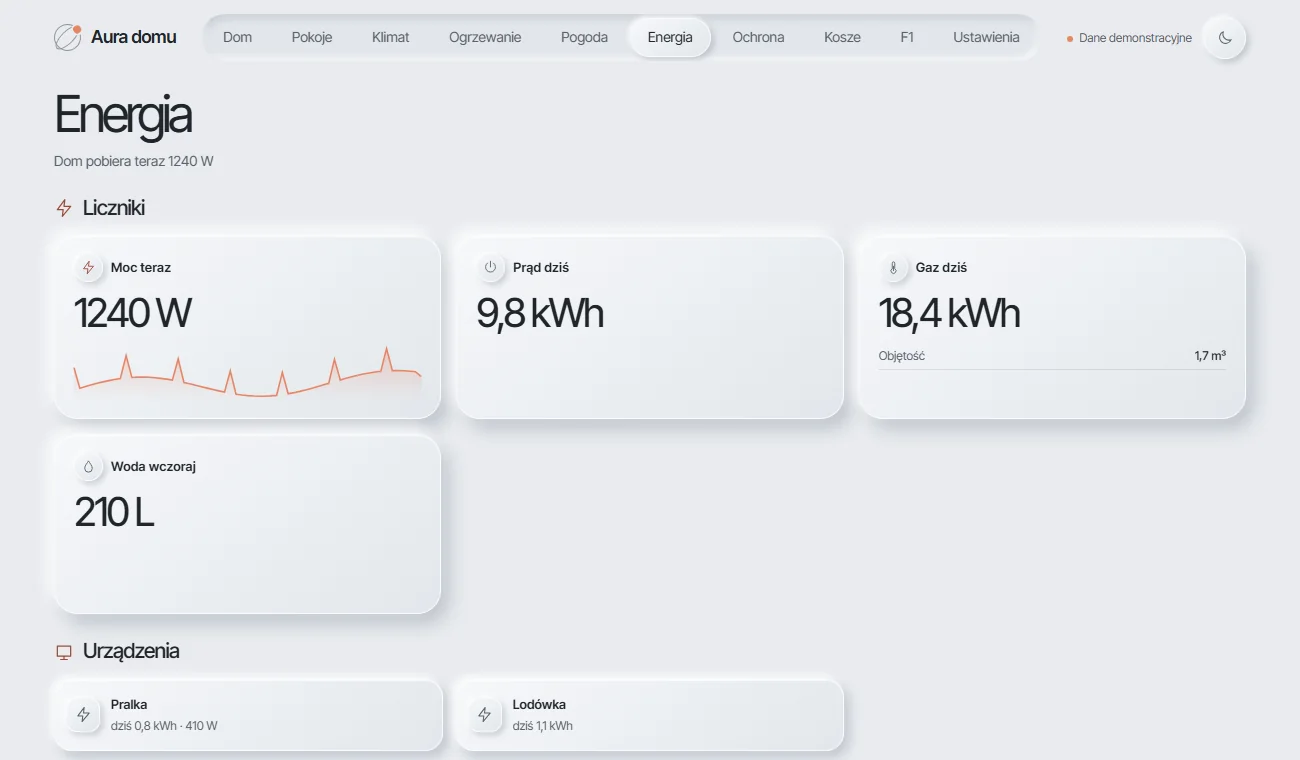 Aura domu
Dom
Pokoje
Klimat
Ogrzewanie
Pogoda
Energia
Ochrona
Kosze
F1
Ustawienia
Dane demonstracyjne
Energia
Dom pobiera teraz 1240 W
Liczniki
Moc teraz
1240 W
Prąd dziś
9,8 kWh
Gaz dziś
18,4 kWh
Objętość 1,7 m³
Woda wczoraj
210 L
Urządzenia
Pralka
dziś 0,8 kWh · 410 W
Lodówka
dziś 1,1 kWh